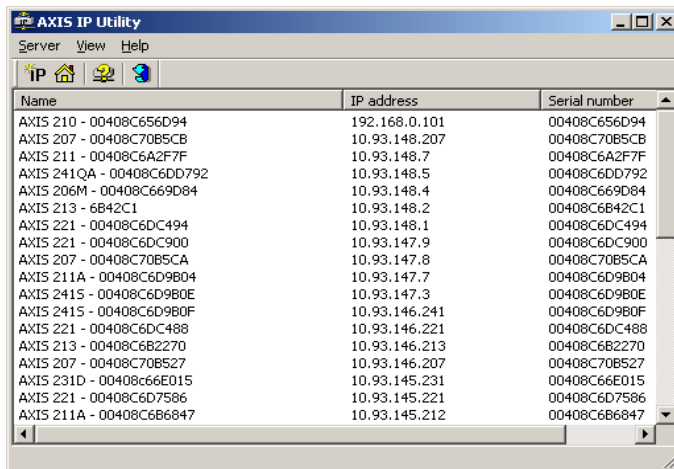 AXIS IP Utility
Server View Help
IP
Name IP address Serial number
AXIS 210 - 00408C656D94 192.168.0.101 00408C656D94
AXIS 207 - 00408C70B5CB 10.93.148.207 00408C70B5CB
AXIS 211 - 00408C6A2F7F 10.93.148.7 00408C6A2F7F
AXIS 241QA - 00408C6DD792 10.93.148.5 00408C6DD792
AXIS 206M - 00408C669D84 10.93.148.4 00408C669D84
AXIS 213 - 6B42C1 10.93.148.2 00408C6B42C1
AXIS 221 - 00408C6DC494 10.93.148.1 00408C6DC494
AXIS 221 - 00408C6DC900 10.93.147.9 00408C6DC900
AXIS 207 - 00408C70B5CA 10.93.147.8 00408C70B5CA
AXIS 211A - 00408C6D9B04 10.93.147.7 00408C6D9B04
AXIS 241S - 00408C6D9B0E 10.93.147.3 00408C6D9B0E
AXIS 241S - 00408C6D9B0F 10.93.146.241 00408C6D9B0F
AXIS 221 - 00408C6DC488 10.93.146.221 00408C6DC488
AXIS 213 - 00408C6B2270 10.93.146.213 00408C6B2270
AXIS 207 - 00408C70B527 10.93.146.207 00408C70B527
AXIS 231D - 00408c66E015 10.93.145.231 00408C66E015
AXIS 221 - 00408C6D7586 10.93.145.221 00408C6D7586
AXIS 211A - 00408C6B6847 10.93.145.212 00408C6B6847